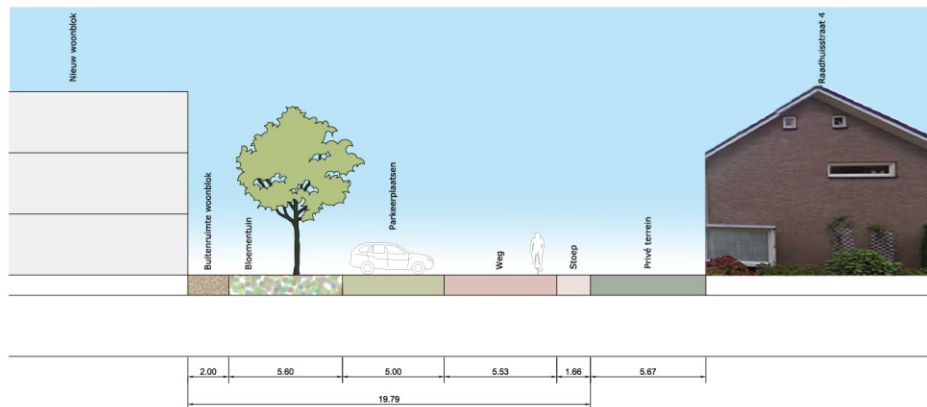 Nieuw woonblok
Buitenruimte woonblok
Bloementuin
Parkeerplaatsen
Weg
Stoep
Privé terrein
Raadhuisstraat 4
2.00
5.60
5.00
5.53
1.66
5.67
19.79